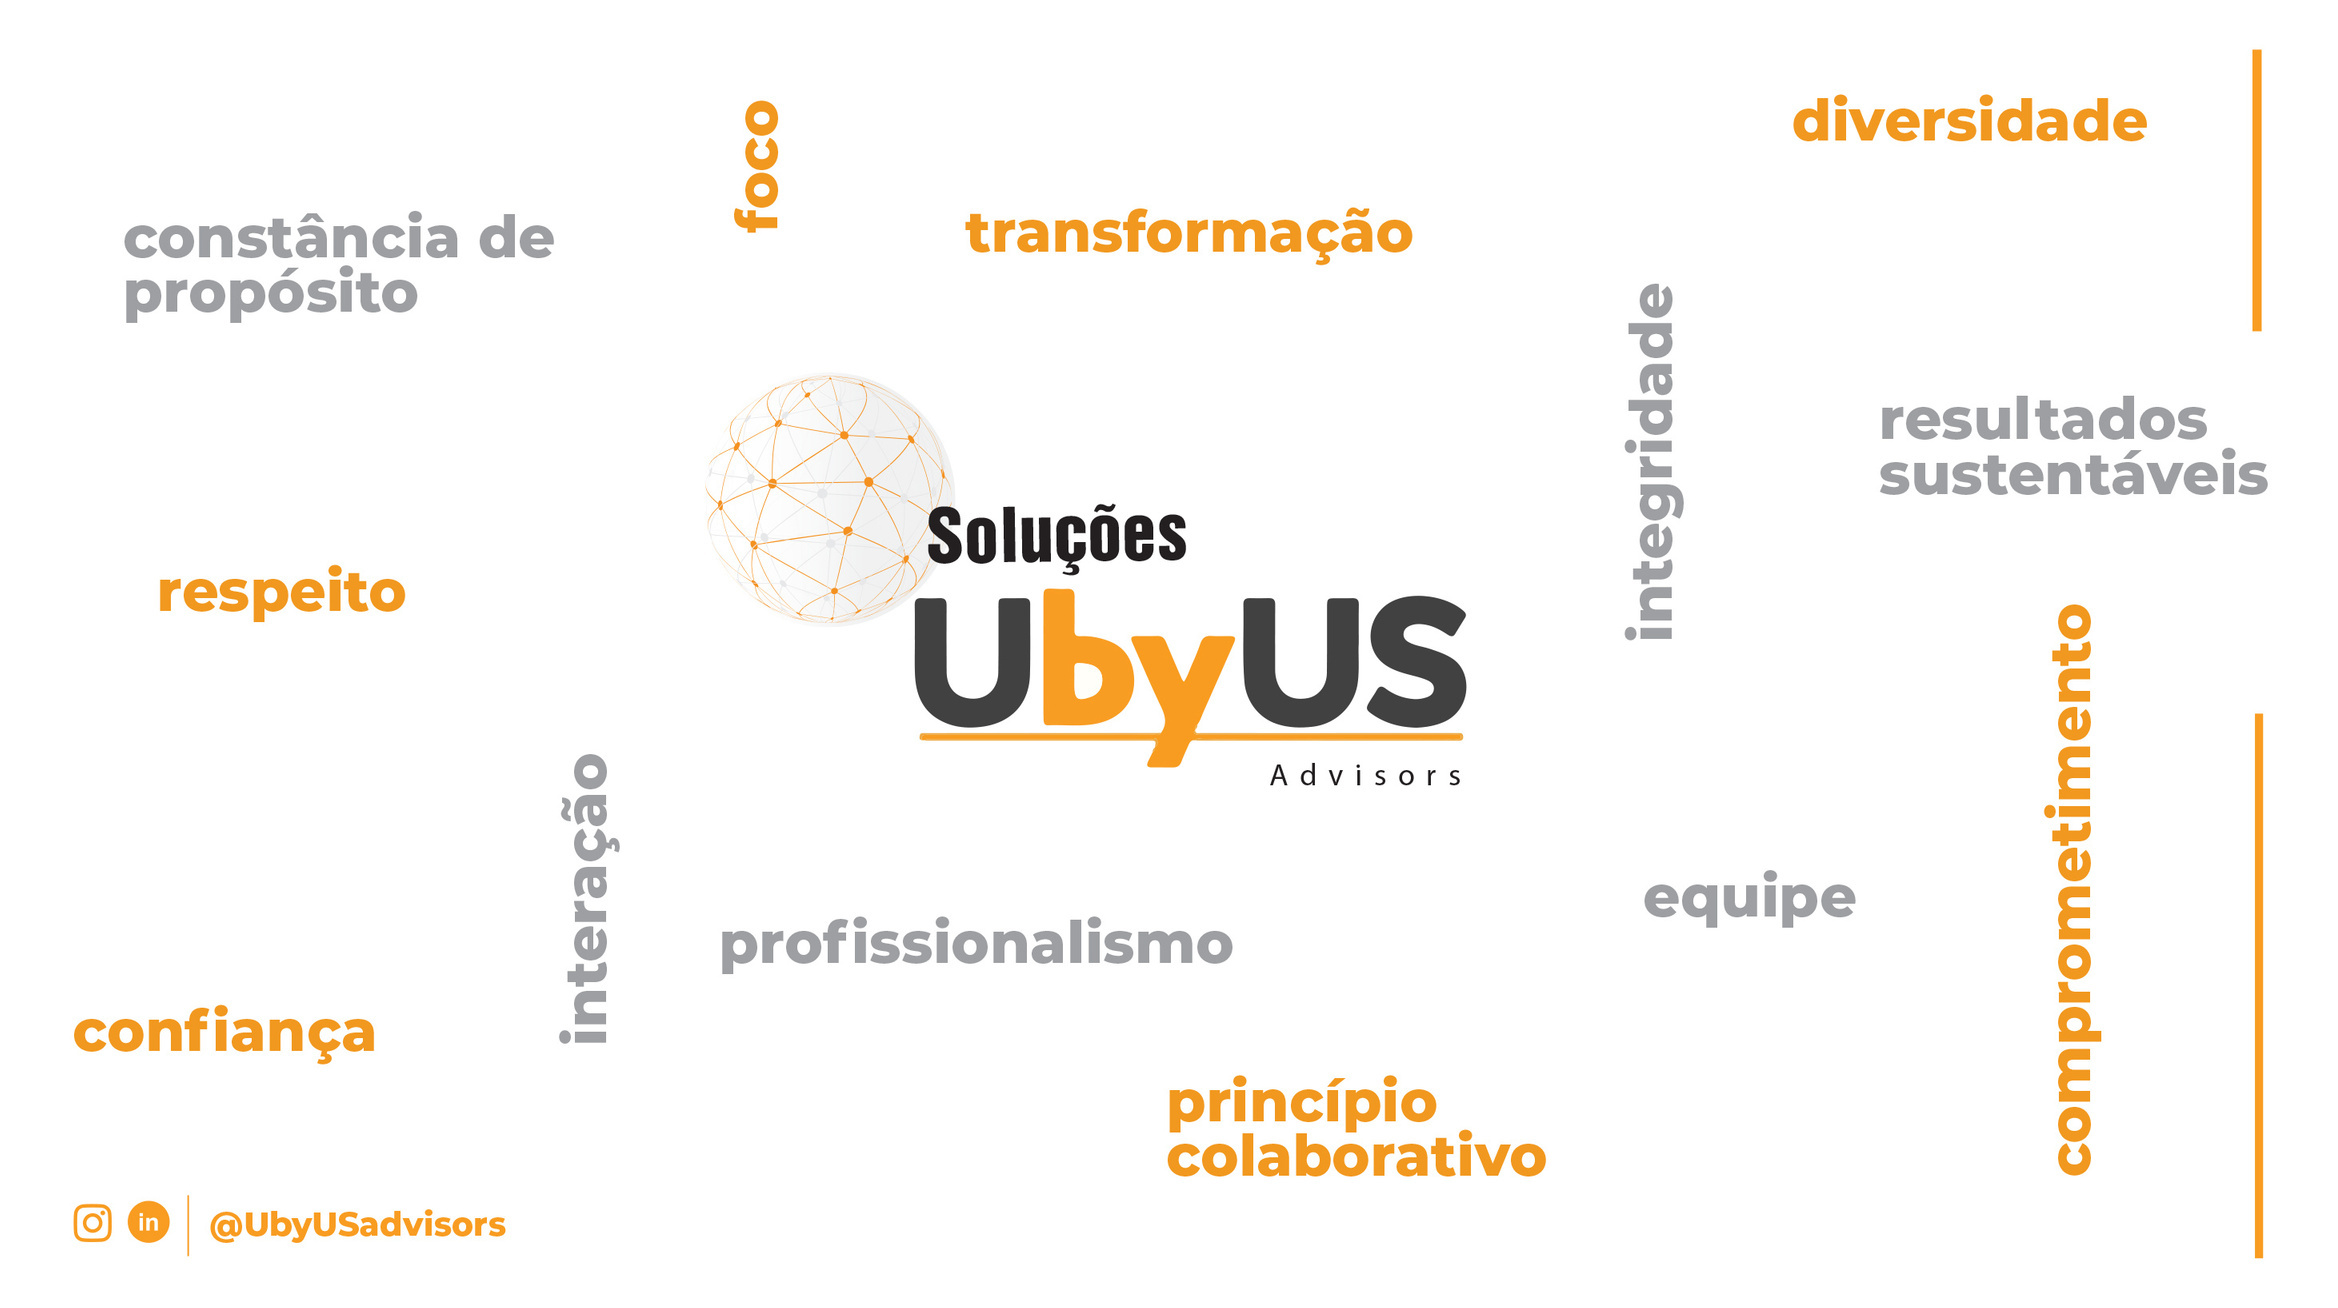 foco
diversidade
constância de
propósito
transformação
integridade
resultados
sustentáveis
Soluções
respeito
UbyUS
Advisors
comprometimento
interação
equipe
profissionalismo
confiança
princípio
colaborativo
in
@UbyUSadvisors